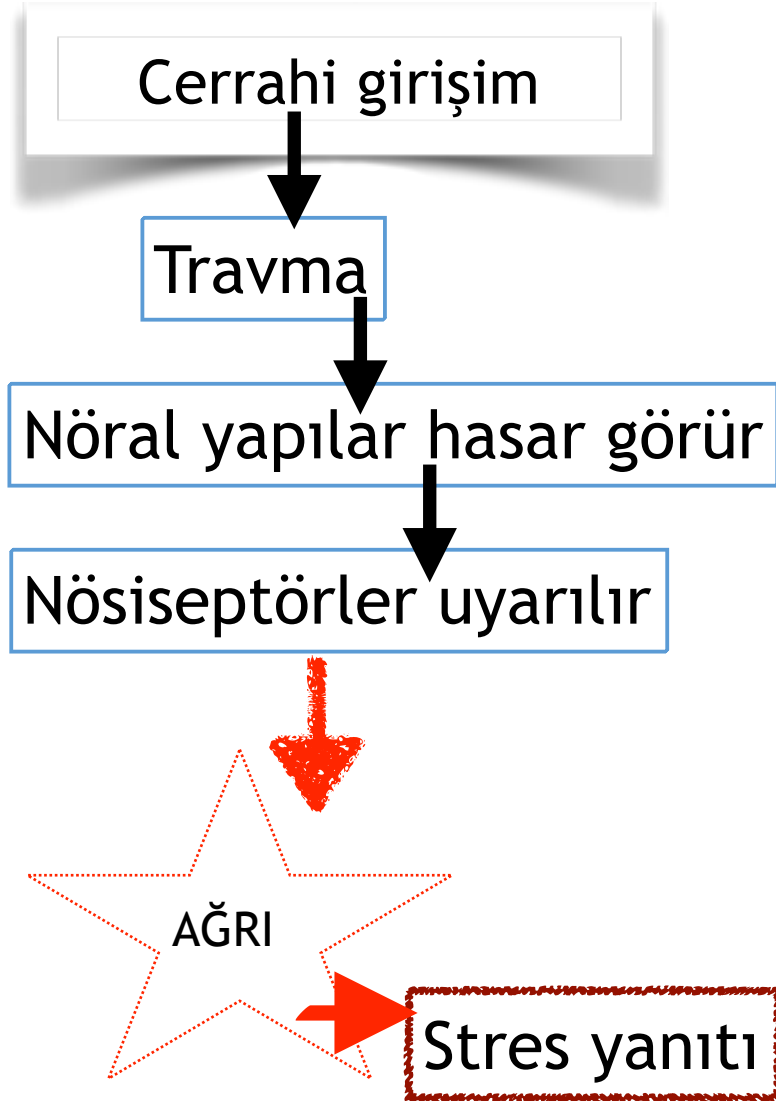 Cerrahi girişim
Travma
Nöral yapılar hasar görür
Nösiseptörler uyarılır
AĞRI
Stres yanıtı